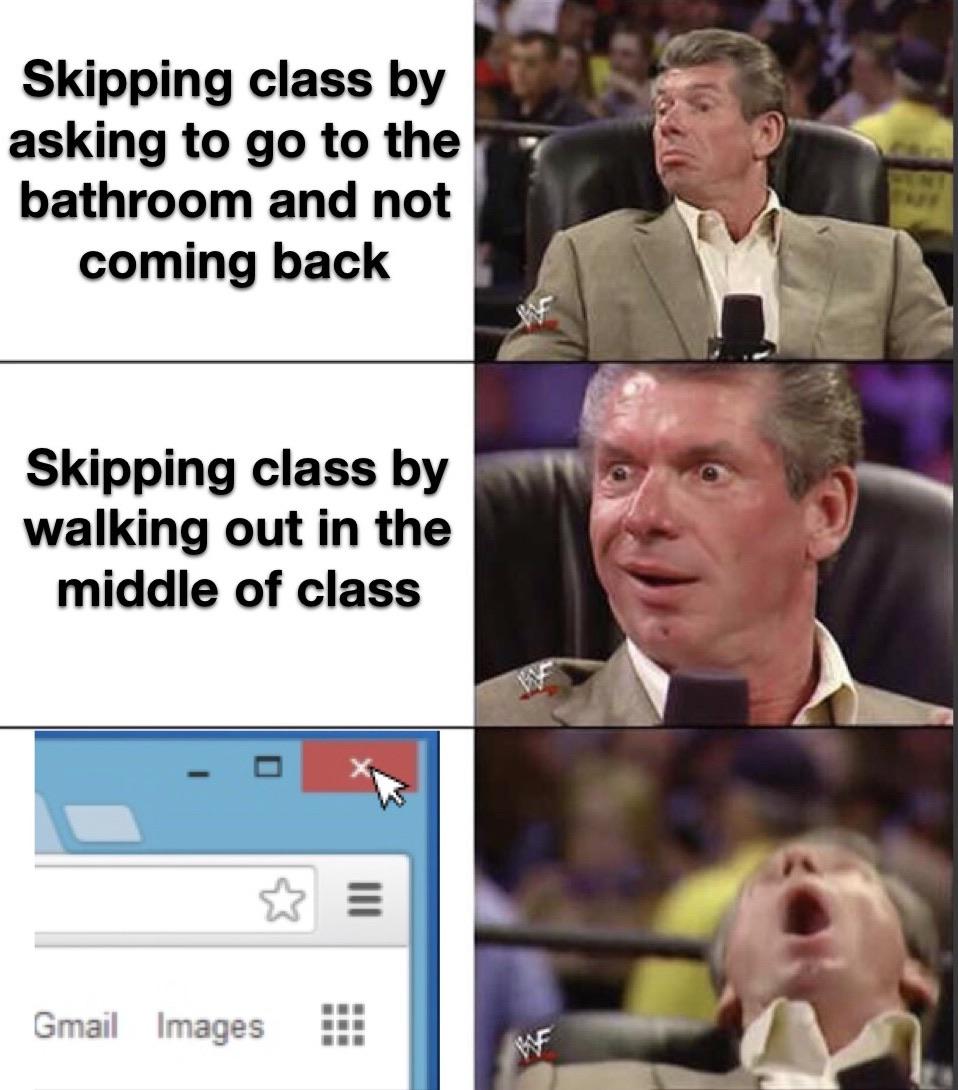 Skipping class by
asking to go to the
bathroom and not
coming back
Skipping class by
walking out in the
middle of class
Gmail Images